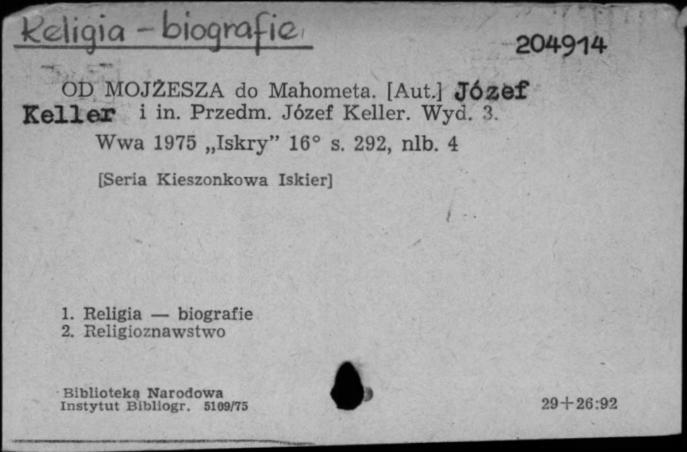 Religia - biografie
204914
OD MOJŻESZA do Mahometa. [Aut.] Józef
Keller i in. Przedm. Józef Keller. Wyd. 3.
Wwa 1975 „Iskry” 16° s. 292, nlb. 4
[Seria Kieszonkowa Iskier]
1. Religia — biografie
2. Religioznawstwo
Biblioteka Narodowa
Instytut Bibliogr. 5109/75
29+26:92